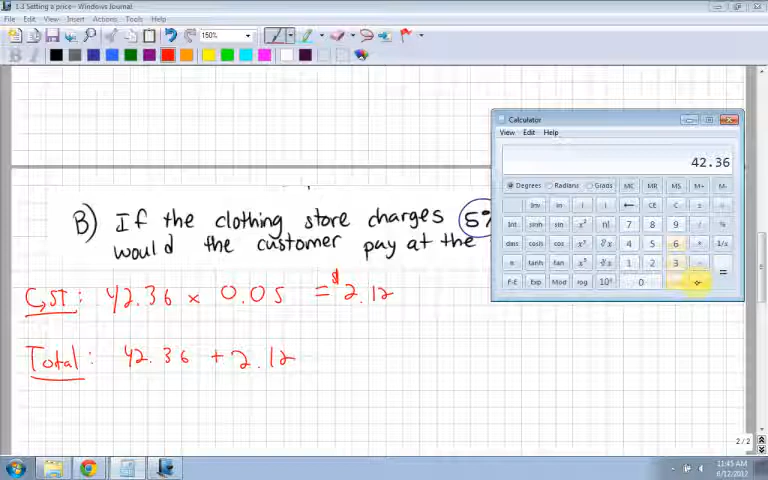 1.3 Setting a price - Windows Journal
File Edit View Insert Actions Tools Help
150%
B I
Calculator
View Edit Help
42.36
Degrees Radians Grads MC MR MS M+ M-
Inv ln ( ) ← CE C
Int sinh sin x² n! 7 8 9 / %
dms cosh cos 4 5 6 * 1/x
π tanh tan x³ 1 2 3 - =
F-E Exp Mod log 10ˣ 0 . +
B) If the clothing store charges 5%
would the customer pay at the
GST: 42.36 x 0.05 = $2.12
Total: 42.36 + 2.12
2 / 2
11:45 AM
6/12/2012